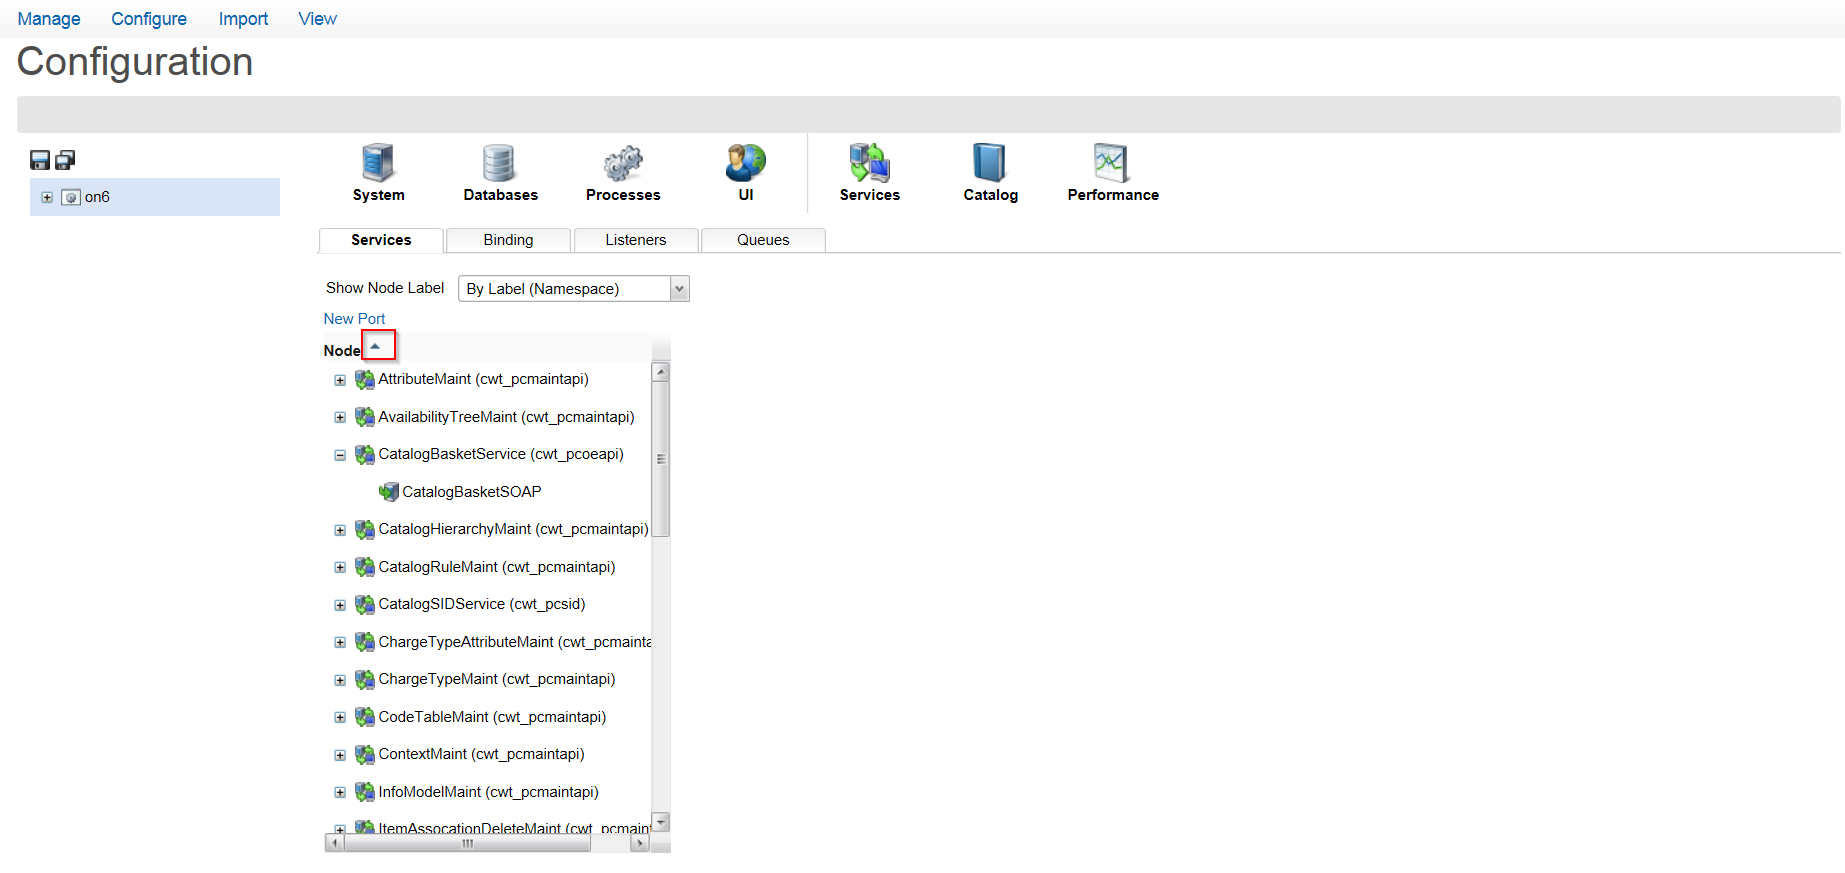 Manage Configure Import View
Configuration
on6
System Databases Processes UI Services Catalog Performance
Services Binding Listeners Queues
Show Node Label By Label (Namespace)
New Port
Node
AttributeMaint (cwt_pcmaintapi)
AvailabilityTreeMaint (cwt_pcmaintapi)
CatalogBasketService (cwt_pcoeapi)
CatalogBasketSOAP
CatalogHierarchyMaint (cwt_pcmaintapi)
CatalogRuleMaint (cwt_pcmaintapi)
CatalogSIDService (cwt_pcsid)
ChargeTypeAttributeMaint (cwt_pcmainta
ChargeTypeMaint (cwt_pcmaintapi)
CodeTableMaint (cwt_pcmaintapi)
ContextMaint (cwt_pcmaintapi)
InfoModelMaint (cwt_pcmaintapi)
ItemAssocationDeleteMaint (cwt_pcmaint